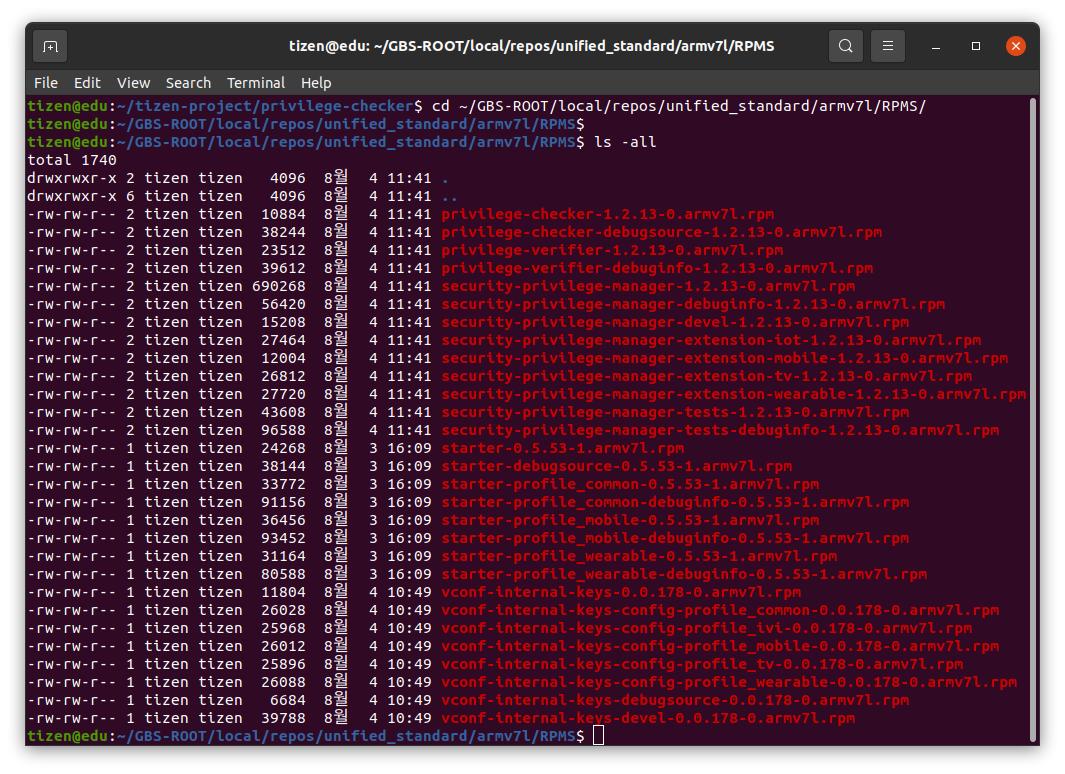 tizen@edu: ~/GBS-ROOT/local/repos/unified_standard/armv7l/RPMS
File Edit View Search Terminal Help
tizen@edu:~/tizen-project/privilege-checker$ cd ~/GBS-ROOT/local/repos/unified_standard/armv7l/RPMS/
tizen@edu:~/GBS-ROOT/local/repos/unified_standard/armv7l/RPMS$
tizen@edu:~/GBS-ROOT/local/repos/unified_standard/armv7l/RPMS$ ls -all
total 1740
drwxrwxr-x 2 tizen tizen   4096  8월   4 11:41 .
drwxrwxr-x 6 tizen tizen   4096  8월   4 11:41 ..
-rw-rw-r-- 2 tizen tizen  10884  8월   4 11:41 privilege-checker-1.2.13-0.armv7l.rpm
-rw-rw-r-- 2 tizen tizen  38244  8월   4 11:41 privilege-checker-debugsource-1.2.13-0.armv7l.rpm
-rw-rw-r-- 2 tizen tizen  23512  8월   4 11:41 privilege-verifier-1.2.13-0.armv7l.rpm
-rw-rw-r-- 2 tizen tizen  39612  8월   4 11:41 privilege-verifier-debuginfo-1.2.13-0.armv7l.rpm
-rw-rw-r-- 2 tizen tizen 690268  8월   4 11:41 security-privilege-manager-1.2.13-0.armv7l.rpm
-rw-rw-r-- 2 tizen tizen  56420  8월   4 11:41 security-privilege-manager-debuginfo-1.2.13-0.armv7l.rpm
-rw-rw-r-- 2 tizen tizen  15208  8월   4 11:41 security-privilege-manager-devel-1.2.13-0.armv7l.rpm
-rw-rw-r-- 2 tizen tizen  27464  8월   4 11:41 security-privilege-manager-extension-iot-1.2.13-0.armv7l.rpm
-rw-rw-r-- 2 tizen tizen  12004  8월   4 11:41 security-privilege-manager-extension-mobile-1.2.13-0.armv7l.rpm
-rw-rw-r-- 2 tizen tizen  26812  8월   4 11:41 security-privilege-manager-extension-tv-1.2.13-0.armv7l.rpm
-rw-rw-r-- 2 tizen tizen  27720  8월   4 11:41 security-privilege-manager-extension-wearable-1.2.13-0.armv7l.rpm
-rw-rw-r-- 2 tizen tizen  43608  8월   4 11:41 security-privilege-manager-tests-1.2.13-0.armv7l.rpm
-rw-rw-r-- 2 tizen tizen  96588  8월   4 11:41 security-privilege-manager-tests-debuginfo-1.2.13-0.armv7l.rpm
-rw-rw-r-- 1 tizen tizen  24268  8월   3 16:09 starter-0.5.53-1.armv7l.rpm
-rw-rw-r-- 1 tizen tizen  38144  8월   3 16:09 starter-debugsource-0.5.53-1.armv7l.rpm
-rw-rw-r-- 1 tizen tizen  33772  8월   3 16:09 starter-profile_common-0.5.53-1.armv7l.rpm
-rw-rw-r-- 1 tizen tizen  91156  8월   3 16:09 starter-profile_common-debuginfo-0.5.53-1.armv7l.rpm
-rw-rw-r-- 1 tizen tizen  36456  8월   3 16:09 starter-profile_mobile-0.5.53-1.armv7l.rpm
-rw-rw-r-- 1 tizen tizen  93452  8월   3 16:09 starter-profile_mobile-debuginfo-0.5.53-1.armv7l.rpm
-rw-rw-r-- 1 tizen tizen  31164  8월   3 16:09 starter-profile_wearable-0.5.53-1.armv7l.rpm
-rw-rw-r-- 1 tizen tizen  80588  8월   3 16:09 starter-profile_wearable-debuginfo-0.5.53-1.armv7l.rpm
-rw-rw-r-- 1 tizen tizen  11804  8월   4 10:49 vconf-internal-keys-0.0.178-0.armv7l.rpm
-rw-rw-r-- 1 tizen tizen  26028  8월   4 10:49 vconf-internal-keys-config-profile_common-0.0.178-0.armv7l.rpm
-rw-rw-r-- 1 tizen tizen  25968  8월   4 10:49 vconf-internal-keys-config-profile_ivi-0.0.178-0.armv7l.rpm
-rw-rw-r-- 1 tizen tizen  26012  8월   4 10:49 vconf-internal-keys-config-profile_mobile-0.0.178-0.armv7l.rpm
-rw-rw-r-- 1 tizen tizen  25896  8월   4 10:49 vconf-internal-keys-config-profile_tv-0.0.178-0.armv7l.rpm
-rw-rw-r-- 1 tizen tizen  26088  8월   4 10:49 vconf-internal-keys-config-profile_wearable-0.0.178-0.armv7l.rpm
-rw-rw-r-- 1 tizen tizen   6684  8월   4 10:49 vconf-internal-keys-debugsource-0.0.178-0.armv7l.rpm
-rw-rw-r-- 1 tizen tizen  39788  8월   4 10:49 vconf-internal-keys-devel-0.0.178-0.armv7l.rpm
tizen@edu:~/GBS-ROOT/local/repos/unified_standard/armv7l/RPMS$